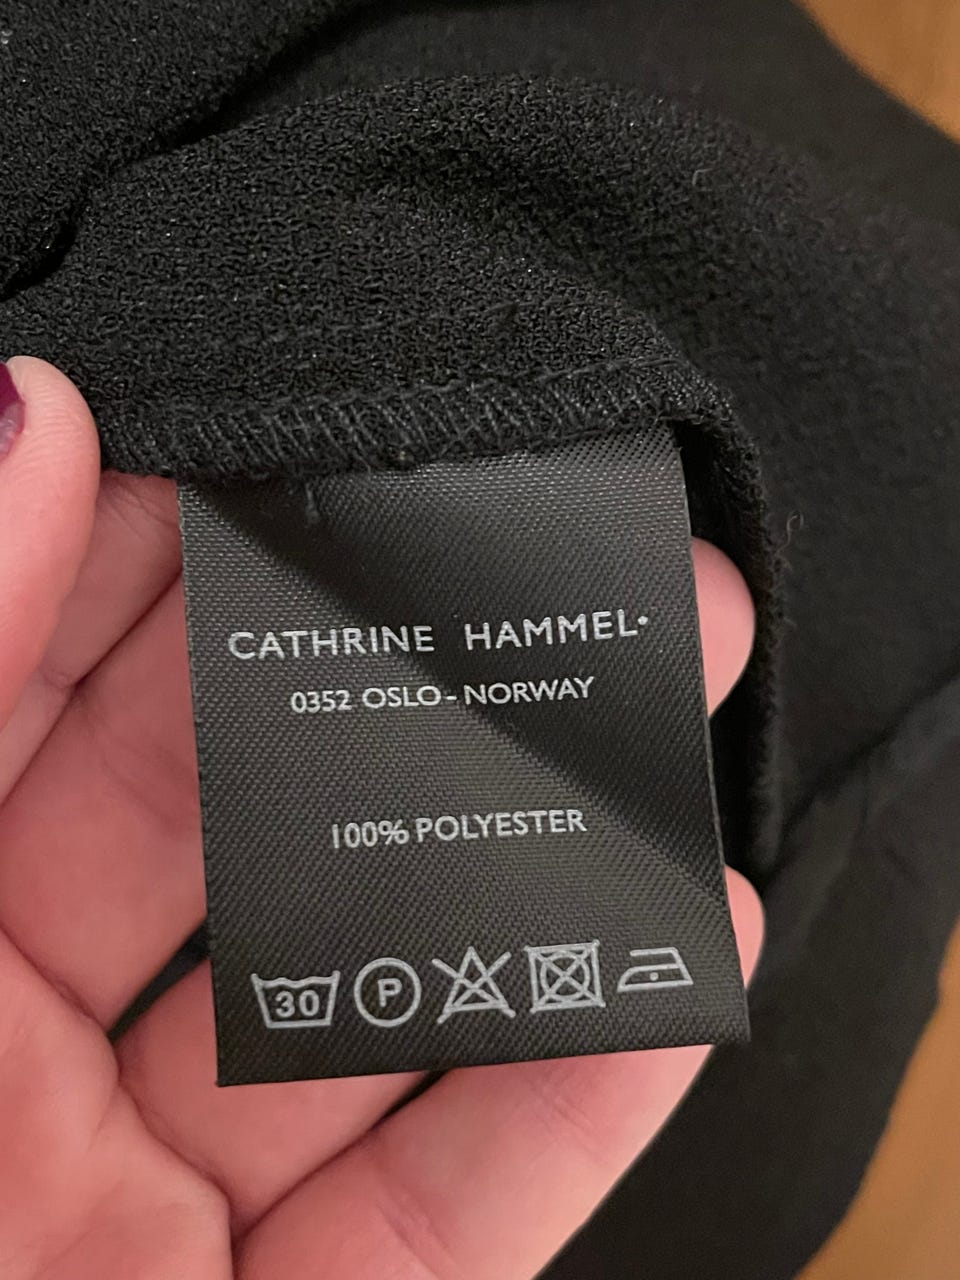 CATHRINE HAMMEL•
0352 OSLO-NORWAY
100% POLYESTER
30 P